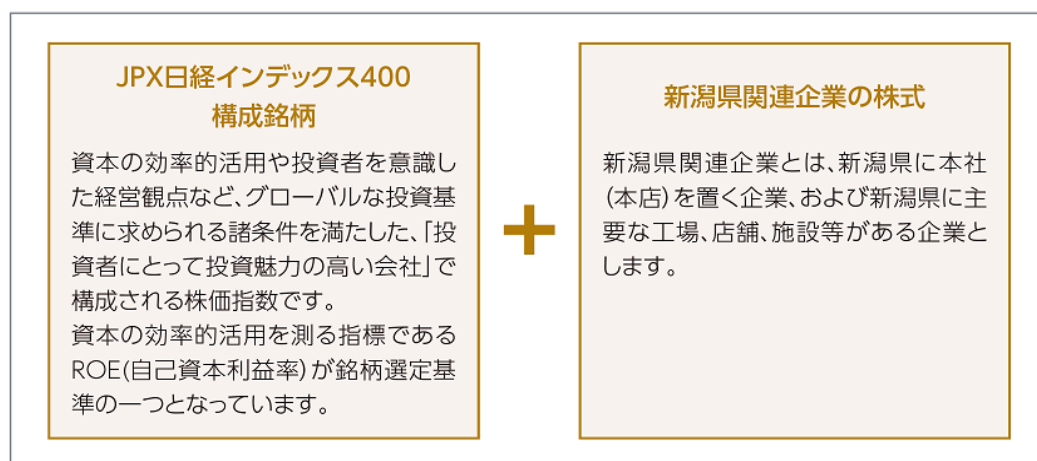 JPX日経インデックス400
構成銘柄
資本の効率的活用や投資者を意識し
た経営観点など、グローバルな投資基
準に求められる諸条件を満たした、「投
資者にとって投資魅力の高い会社」で
構成される株価指数です。
資本の効率的活用を測る指標である
ROE(自己資本利益率)が銘柄選定基
準の一つとなっています。
+
新潟県関連企業の株式
新潟県関連企業とは、新潟県に本社
(本店)を置く企業、および新潟県に主
要な工場、店舗、施設等がある企業と
します。